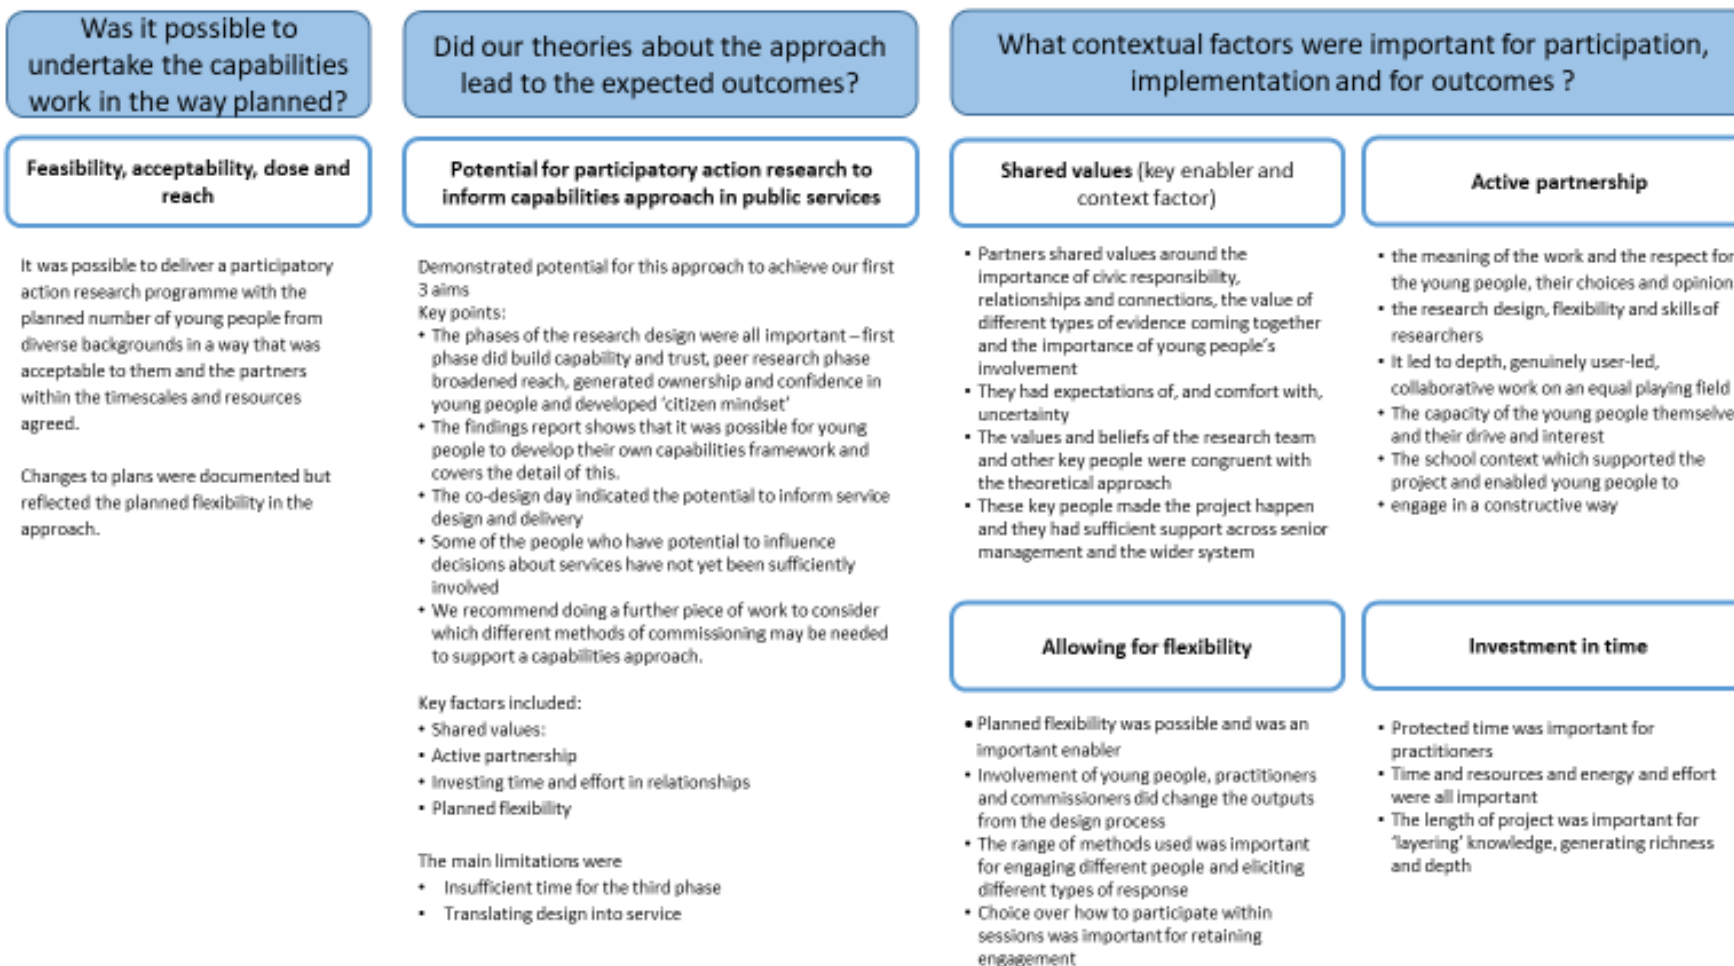 Was it possible to
undertake the capabilities
work in the way planned?
Feasibility, acceptability, dose and
reach
It was possible to deliver a participatory
action research programme with the
planned number of young people from
diverse backgrounds in a way that was
acceptable to them and the partners
within the timescales and resources
agreed.
Changes to plans were documented but
reflected the planned flexibility in the
approach.
Did our theories about the approach
lead to the expected outcomes?
Potential for participatory action research to
inform capabilities approach in public services
Demonstrated potential for this approach to achieve our first
3 aims
Key points:
• The phases of the research design were all important – first
phase did build capability and trust, peer research phase
broadened reach, generated ownership and confidence in
young people and developed 'citizen mindset'
• The findings report shows that it was possible for young
people to develop their own capabilities framework and
covers the detail of this.
• The co-design day indicated the potential to inform service
design and delivery
• Some of the people who have potential to influence
decisions about services have not yet been sufficiently
involved
• We recommend doing a further piece of work to consider
which different methods of commissioning may be needed
to support a capabilities approach.
Key factors included:
• Shared values:
• Active partnership
• Investing time and effort in relationships
• Planned flexibility
The main limitations were
• Insufficient time for the third phase
• Translating design into service
What contextual factors were important for participation,
implementation and for outcomes ?
Shared values (key enabler and
context factor)
• Partners shared values around the
importance of civic responsibility,
relationships and connections, the value of
different types of evidence coming together
and the importance of young people's
involvement
• They had expectations of, and comfort with,
uncertainty
• The values and beliefs of the research team
and other key people were congruent with
the theoretical approach
• These key people made the project happen
and they had sufficient support across senior
management and the wider system
Active partnership
• the meaning of the work and the respect for
the young people, their choices and opinion
• the research design, flexibility and skills of
researchers
• It led to depth, genuinely user-led,
collaborative work on an equal playing field
• The capacity of the young people themselve
and their drive and interest
• The school context which supported the
project and enabled young people to
• engage in a constructive way
Allowing for flexibility
• Planned flexibility was possible and was an
important enabler
• Involvement of young people, practitioners
and commissioners did change the outputs
from the design process
• The range of methods used was important
for engaging different people and eliciting
different types of response
• Choice over how to participate within
sessions was important for retaining
engagement
Investment in time
• Protected time was important for
practitioners
• Time and resources and energy and effort
were all important
• The length of project was important for
'layering' knowledge, generating richness
and depth